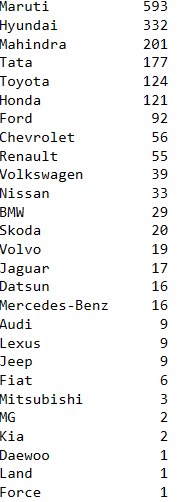 Maruti 593
Hyundai 332
Mahindra 201
Tata 177
Toyota 124
Honda 121
Ford 92
Chevrolet 56
Renault 55
Volkswagen 39
Nissan 33
BMW 29
Skoda 20
Volvo 19
Jaguar 17
Datsun 16
Mercedes-Benz 16
Audi 9
Lexus 9
Jeep 9
Fiat 6
Mitsubishi 3
MG 2
Kia 2
Daewoo 1
Land 1
Force 1